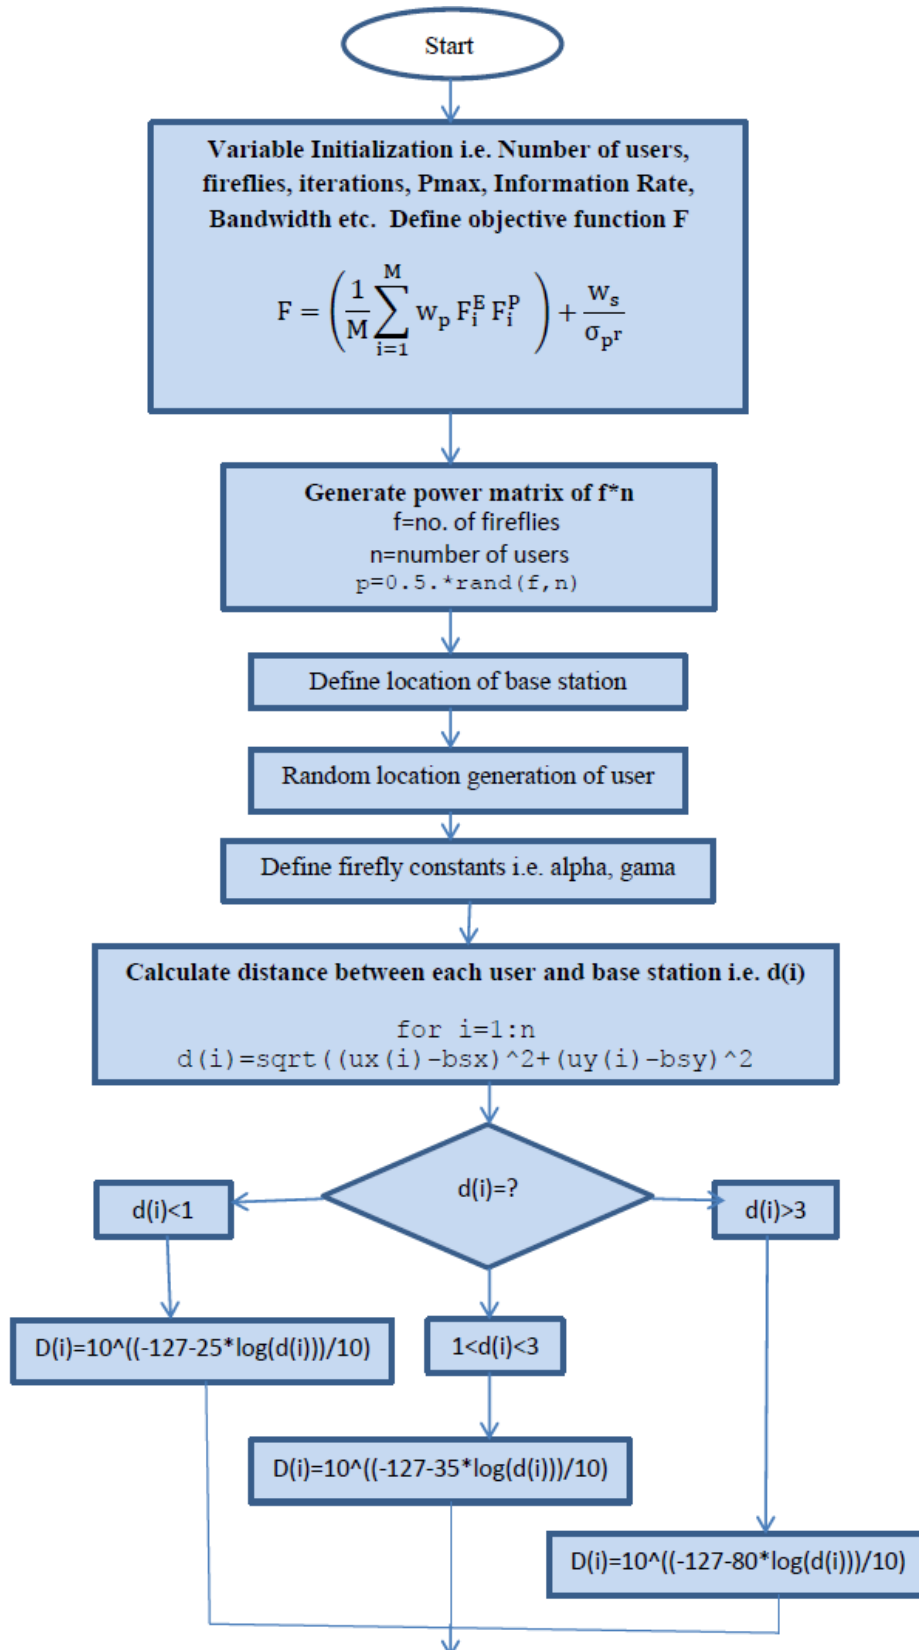 Start
Variable Initialization i.e. Number of users,
fireflies, iterations, Pmax, Information Rate,
Bandwidth etc. Define objective function F
F = (1/M ∑_{i=1}^{M} w_p F_i^E F_i^P) + w_s/σ_{p^r}
Generate power matrix of f*n
f=no. of fireflies
n=number of users
p=0.5.*rand(f,n)
Define location of base station
Random location generation of user
Define firefly constants i.e. alpha, gama
Calculate distance between each user and base station i.e. d(i)
for i=1:n
d(i)=sqrt((ux(i)-bsx)^2+(uy(i)-bsy)^2
d(i)=?
d(i)<1
d(i)>3
D(i)=10^((-127-25*log(d(i)))/10)
1<d(i)<3
D(i)=10^((-127-35*log(d(i)))/10)
D(i)=10^((-127-80*log(d(i)))/10)